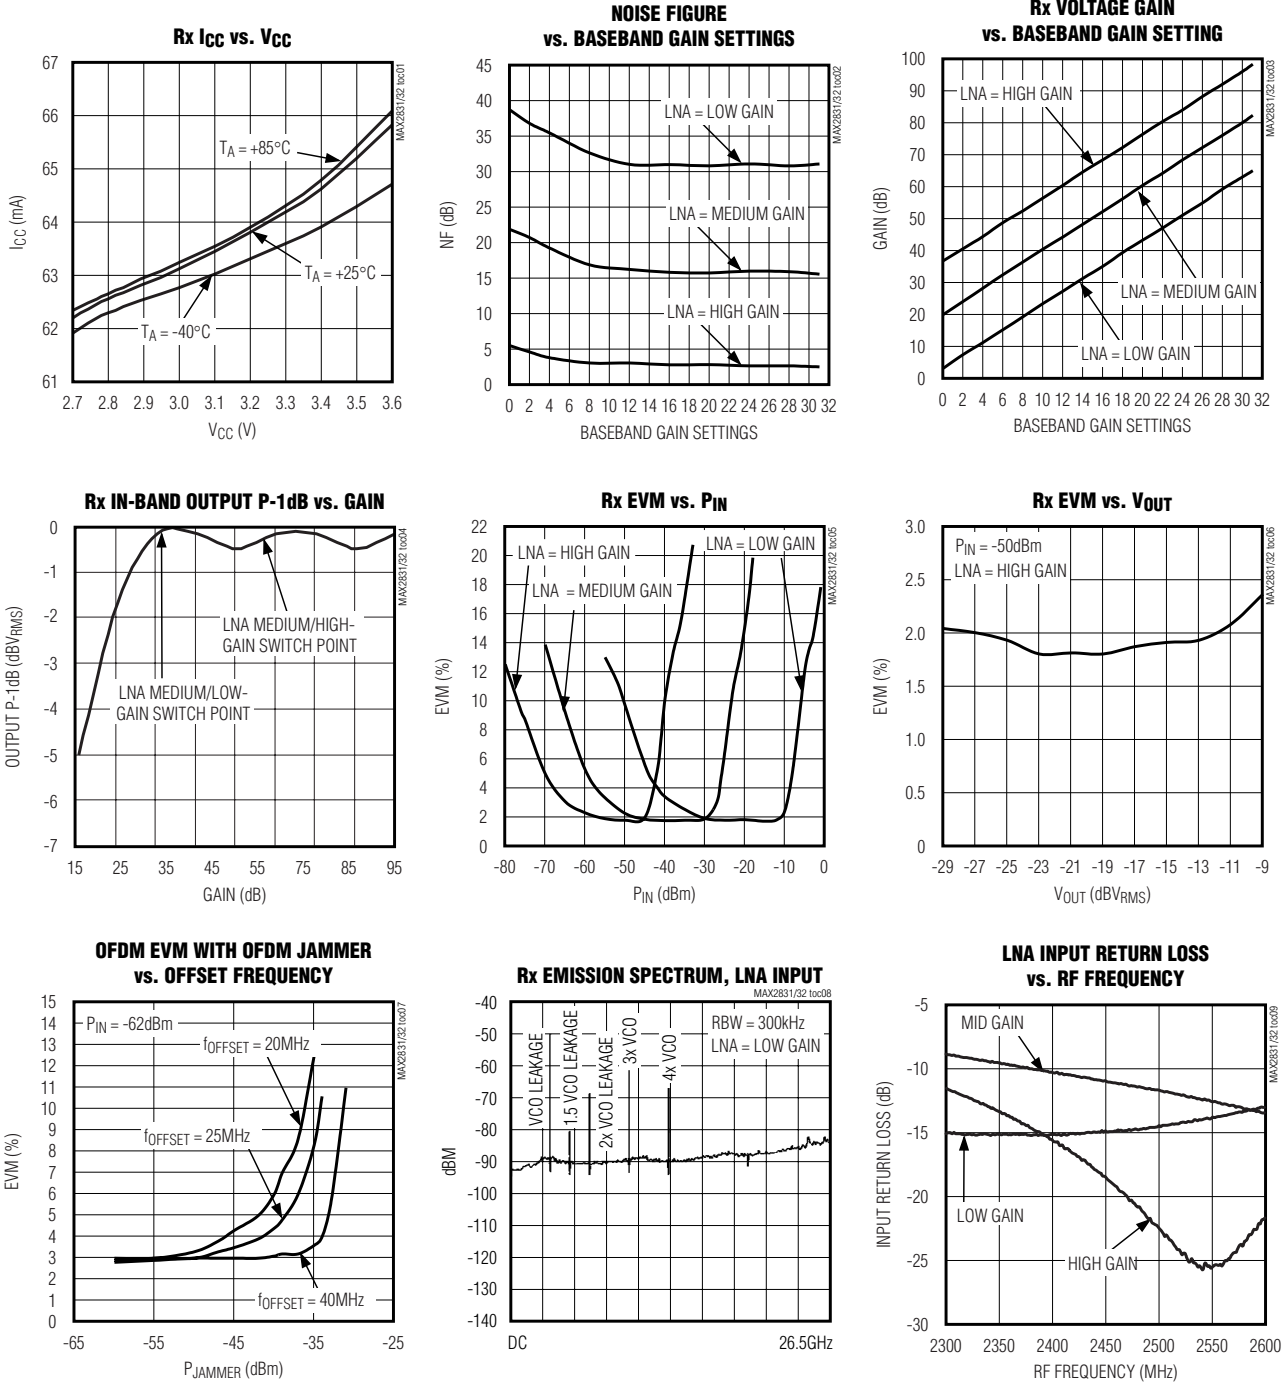 Rx ICC vs. VCC
67
66
65
64
63
62
61
ICC (mA)
TA = +85°C
TA = +25°C
TA = -40°C
2.7 2.8 2.9 3.0 3.1 3.2 3.3 3.4 3.5 3.6
VCC (V)
MAX2831/32 toc01
NOISE FIGURE
vs. BASEBAND GAIN SETTINGS
45
40
35
30
25
20
15
10
5
0
NF (dB)
LNA = LOW GAIN
LNA = MEDIUM GAIN
LNA = HIGH GAIN
0 2 4 6 8 10 12 14 16 18 20 22 24 26 28 30 32
BASEBAND GAIN SETTINGS
MAX2831/32 toc02
Rx VOLTAGE GAIN
vs. BASEBAND GAIN SETTING
100
90
80
70
60
50
40
30
20
10
0
GAIN (dB)
LNA = HIGH GAIN
LNA = MEDIUM GAIN
LNA = LOW GAIN
0 2 4 6 8 10 12 14 16 18 20 22 24 26 28 30 32
BASEBAND GAIN SETTINGS
MAX2831/32 toc03
Rx IN-BAND OUTPUT P-1dB vs. GAIN
0
-1
-2
-3
-4
-5
-6
-7
OUTPUT P-1dB (dBVRMS)
LNA MEDIUM/HIGH-
GAIN SWITCH POINT
LNA MEDIUM/LOW-
GAIN SWITCH POINT
15 25 35 45 55 65 75 85 95
GAIN (dB)
MAX2831/32 toc04
Rx EVM vs. PIN
22
20
18
16
14
12
10
8
6
4
2
0
EVM (%)
LNA = HIGH GAIN
LNA = LOW GAIN
LNA = MEDIUM GAIN
-80 -70 -60 -50 -40 -30 -20 -10 0
PIN (dBm)
MAX2831/32 toc05
Rx EVM vs. VOUT
3.0
2.5
2.0
1.5
1.0
0.5
0
EVM (%)
PIN = -50dBm
LNA = HIGH GAIN
-29 -27 -25 -23 -21 -19 -17 -15 -13 -11 -9
VOUT (dBVRMS)
MAX2831/32 toc06
OFDM EVM WITH OFDM JAMMER
vs. OFFSET FREQUENCY
15
14
13
12
11
10
9
8
7
6
5
4
3
2
1
0
EVM (%)
PIN = -62dBm
fOFFSET = 20MHz
fOFFSET = 25MHz
fOFFSET = 40MHz
-65 -55 -45 -35 -25
PJAMMER (dBm)
MAX2831/32 toc07
Rx EMISSION SPECTRUM, LNA INPUT
MAX2831/32 toc08
-40
-50
-60
-70
-80
-90
-100
-110
-120
-130
-140
dBM
VCO LEAKAGE
1.5 VCO LEAKAGE
2x VCO LEAKAGE
3x VCO
4x VCO
RBW = 300kHz
LNA = LOW GAIN
DC 26.5GHz
LNA INPUT RETURN LOSS
vs. RF FREQUENCY
-5
-10
-15
-20
-25
-30
INPUT RETURN LOSS (dB)
MID GAIN
LOW GAIN
HIGH GAIN
2300 2350 2400 2450 2500 2550 2600
RF FREQUENCY (MHz)
MAX2831/32 toc09